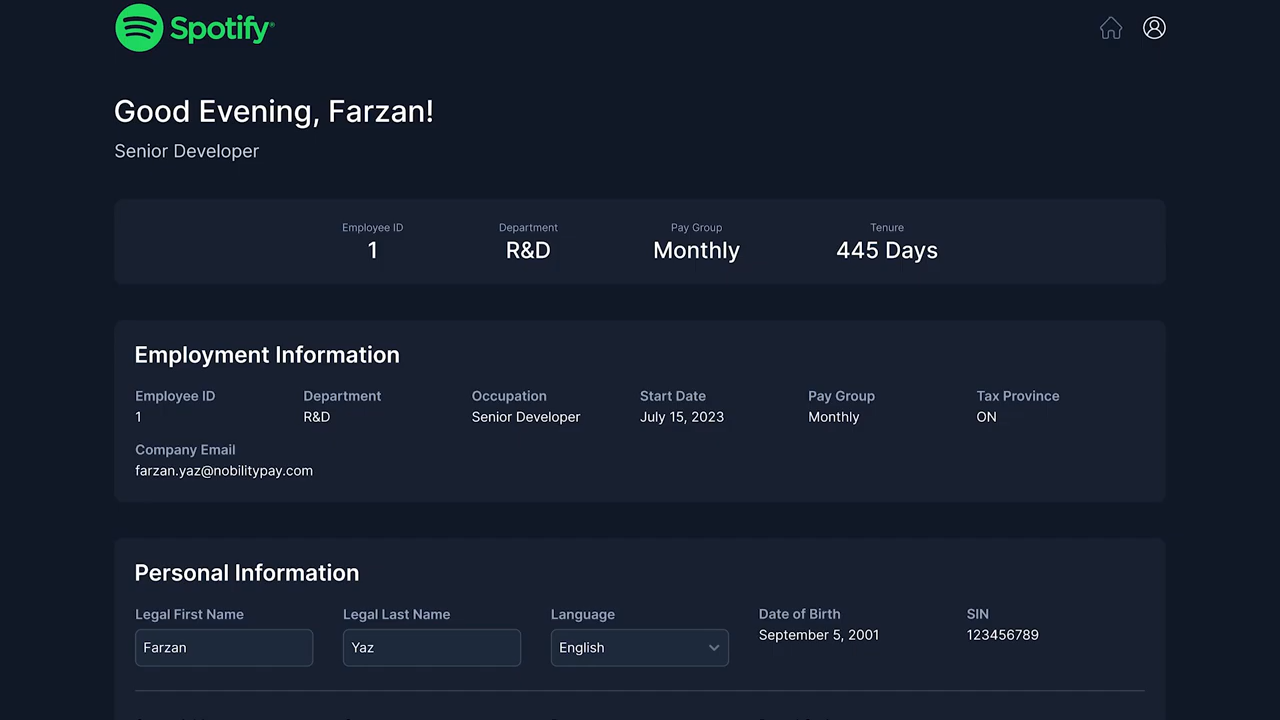 Spotify®
Good Evening, Farzan!
Senior Developer
Employee ID Department Pay Group Tenure
1 R&D Monthly 445 Days
Employment Information
Employee ID Department Occupation Start Date Pay Group Tax Province
1 R&D Senior Developer July 15, 2023 Monthly ON
Company Email
farzan.yaz@nobilitypay.com
Personal Information
Legal First Name Legal Last Name Language Date of Birth SIN
Farzan Yaz English September 5, 2001 123456789